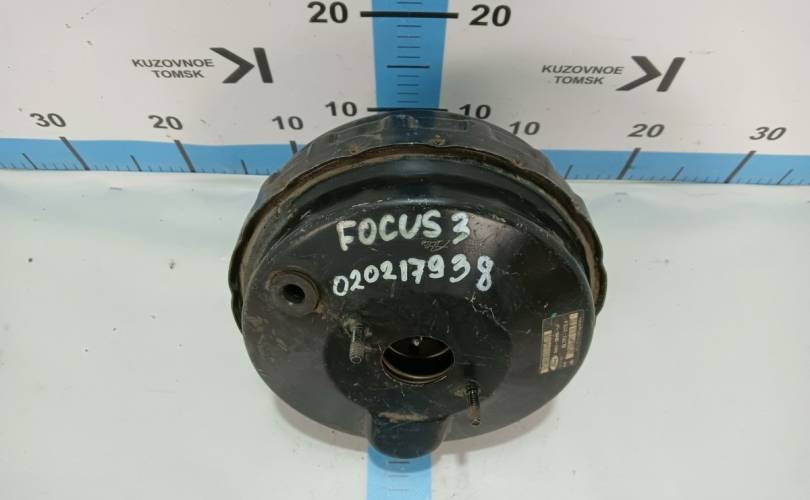 20 20
KUZOVNOE
TOMSK
KUZOVNOE
TOMSK
30 20 10 10 10 10 20 30
FOCUS 3
020217938